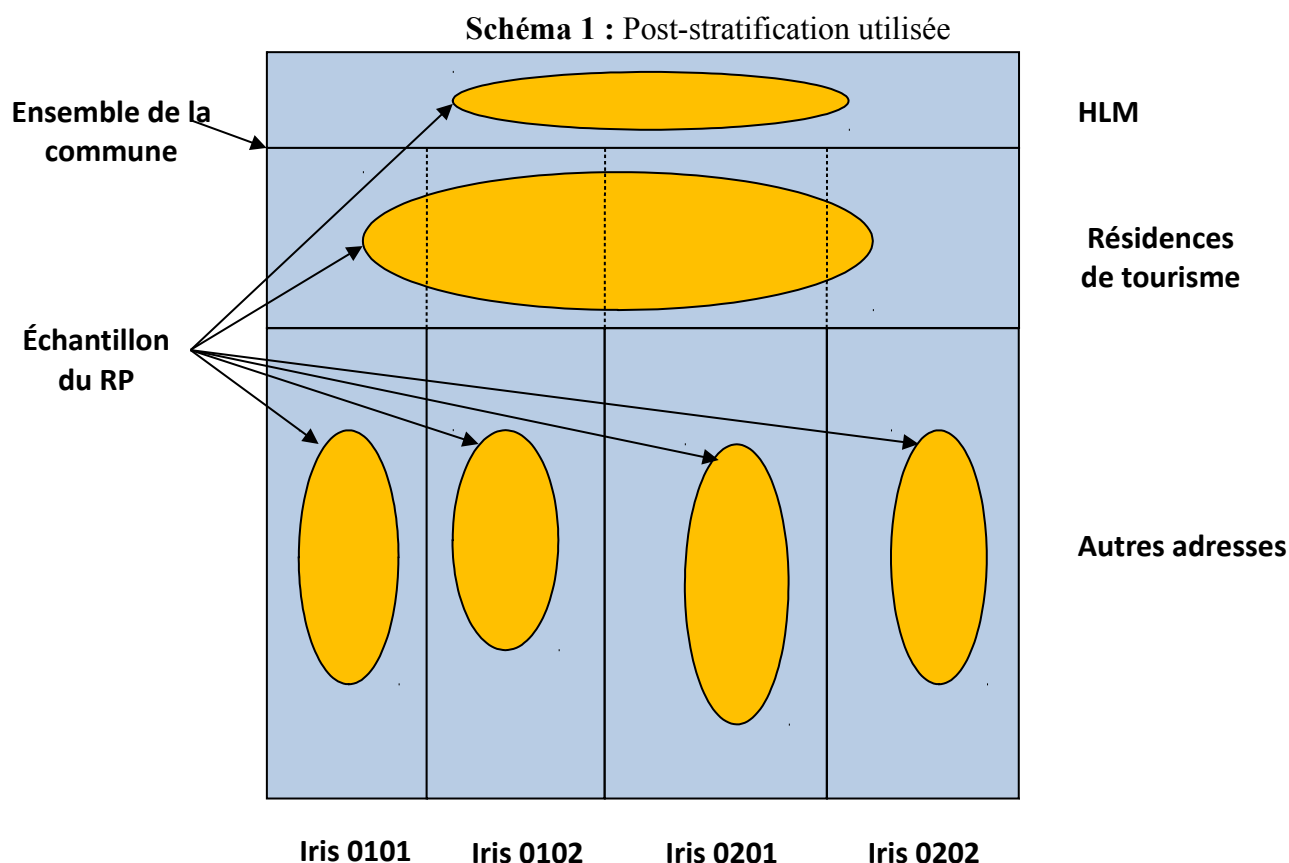 Schéma 1 : Post-stratification utilisée
Ensemble de la
commune
HLM
Résidences
de tourisme
Échantillon
du RP
Autres adresses
Iris 0101
Iris 0102
Iris 0201
Iris 0202